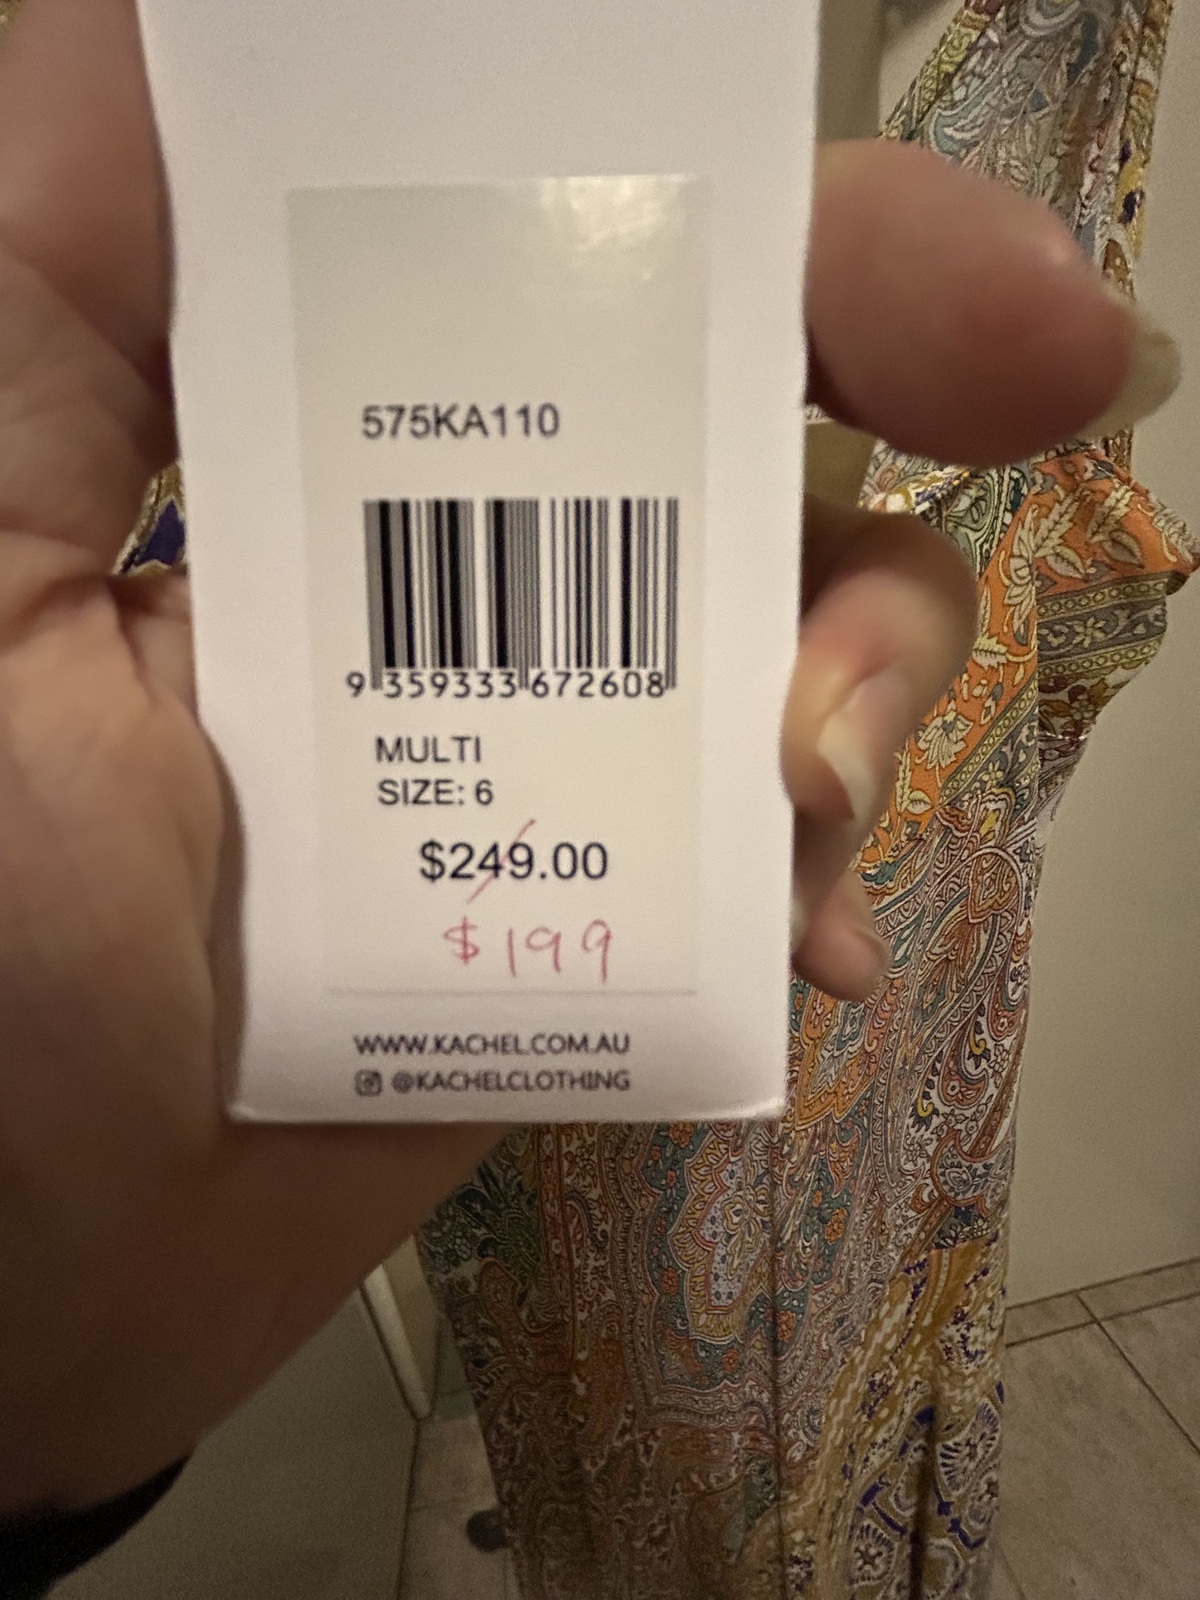 575KA110
9 359333 672608
MULTI
SIZE: 6
$249.00
$199
WWW.KACHEL.COM.AU
@KACHELCLOTHING